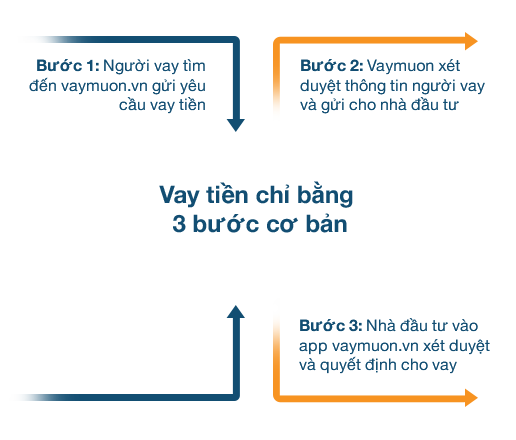 Bước 1: Người vay tìm
đến vaymuon.vn gửi yêu
cầu vay tiền
Bước 2: Vaymuon xét
duyệt thông tin người vay
và gửi cho nhà đầu tư
Vay tiền chỉ bằng
3 bước cơ bản
Bước 3: Nhà đầu tư vào
app vaymuon.vn xét duyệt
và quyết định cho vay